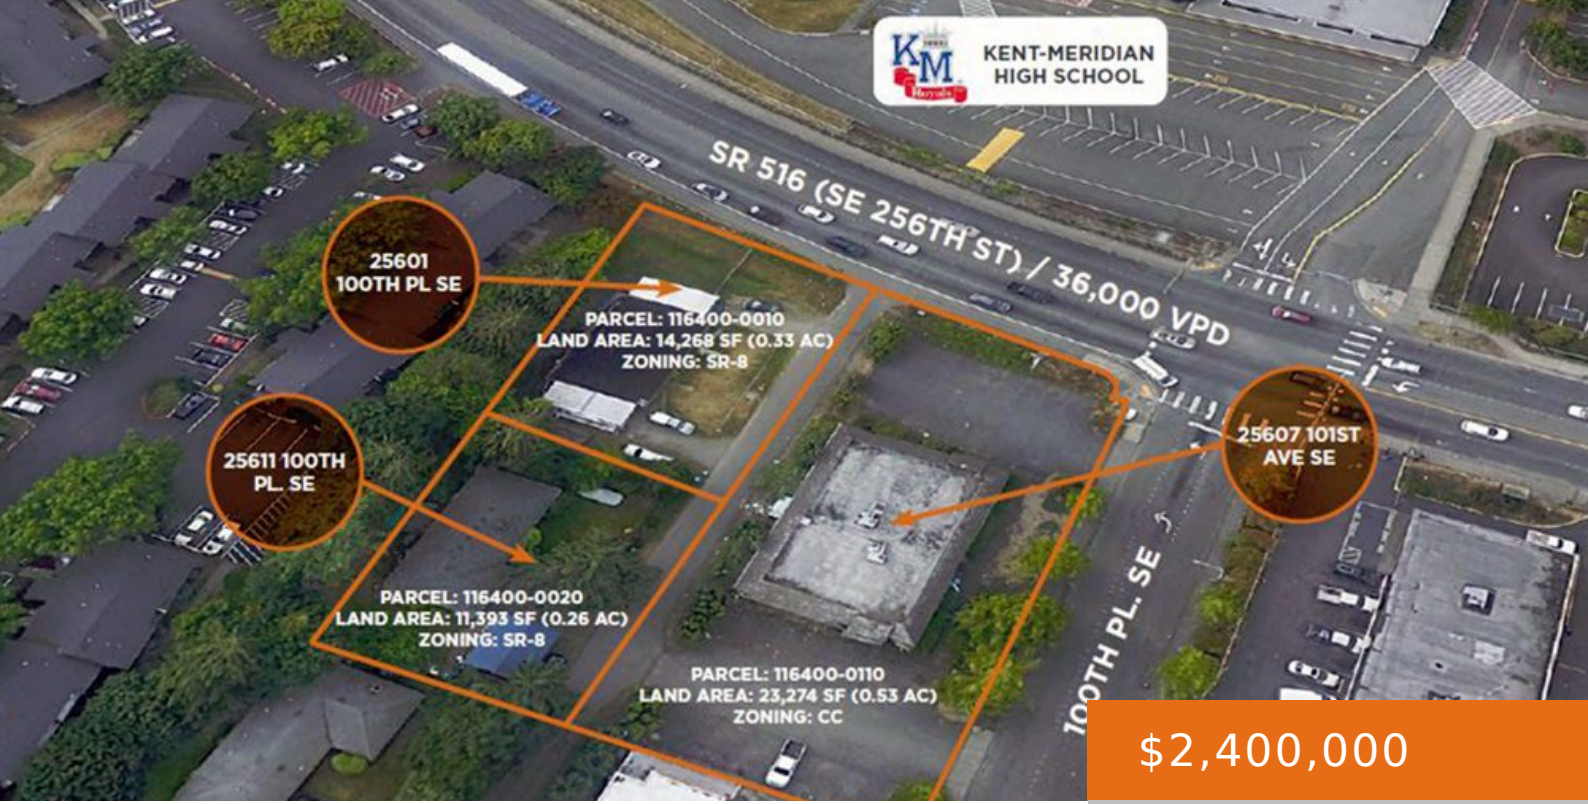 KM
Royals
KENT-MERIDIAN
HIGH SCHOOL
SR 516 (SE 256TH ST) / 36,000 VPD
25601
100TH PL SE
PARCEL: 116400-0010
LAND AREA: 14,268 SF (0.33 AC)
ZONING: SR-8
25611 100TH
PL. SE
25607 101ST
AVE SE
PARCEL: 116400-0020
LAND AREA: 11,393 SF (0.26 AC)
ZONING: SR-8
PARCEL: 116400-0110
LAND AREA: 23,274 SF (0.53 AC)
ZONING: CC
100TH PL. SE
$2,400,000